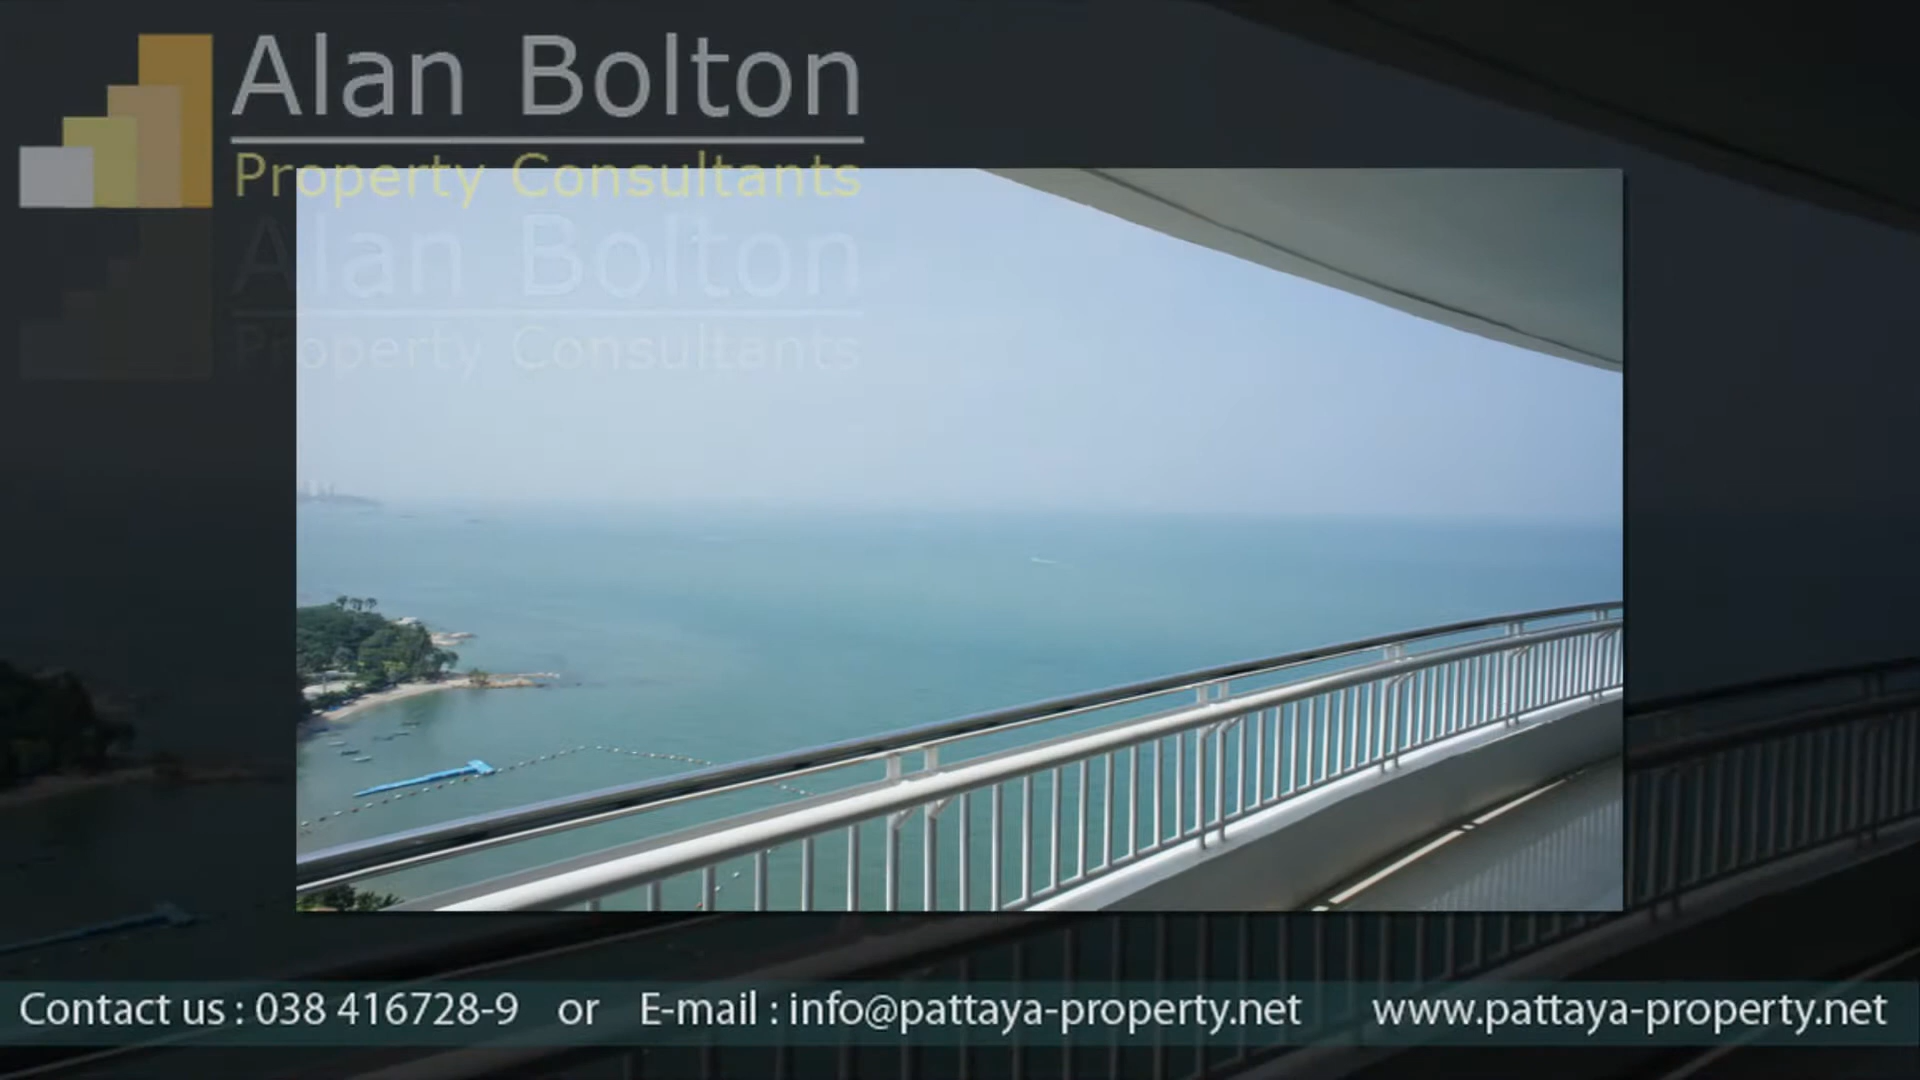 Alan Bolton
Property Consultants
Alan Bolton
Property Consultants
Contact us : 038 416728-9 or E-mail : info@pattaya-property.net www.pattaya-property.net